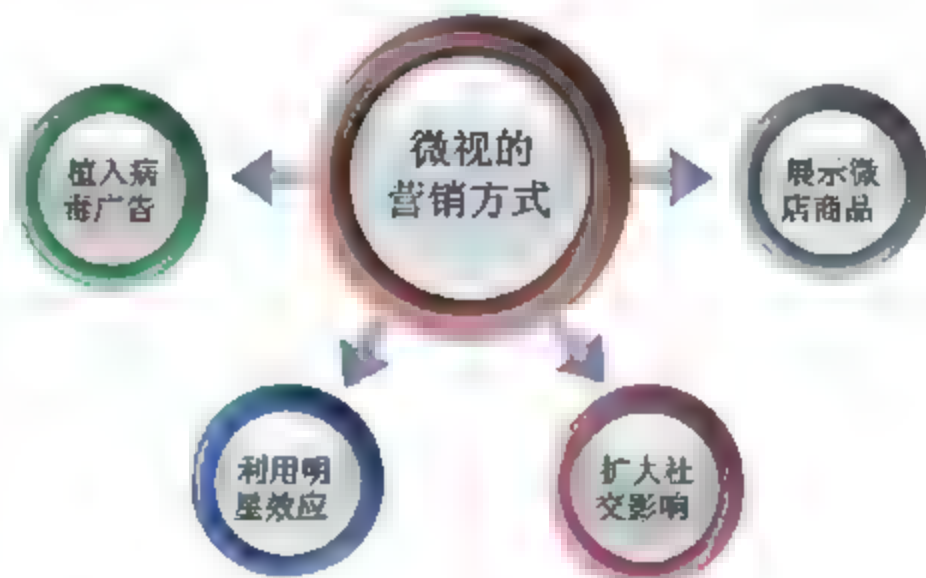 微视的
营销方式
植入病
毒广告
展示微
店商品
利用明
星效应
扩大社
交影响